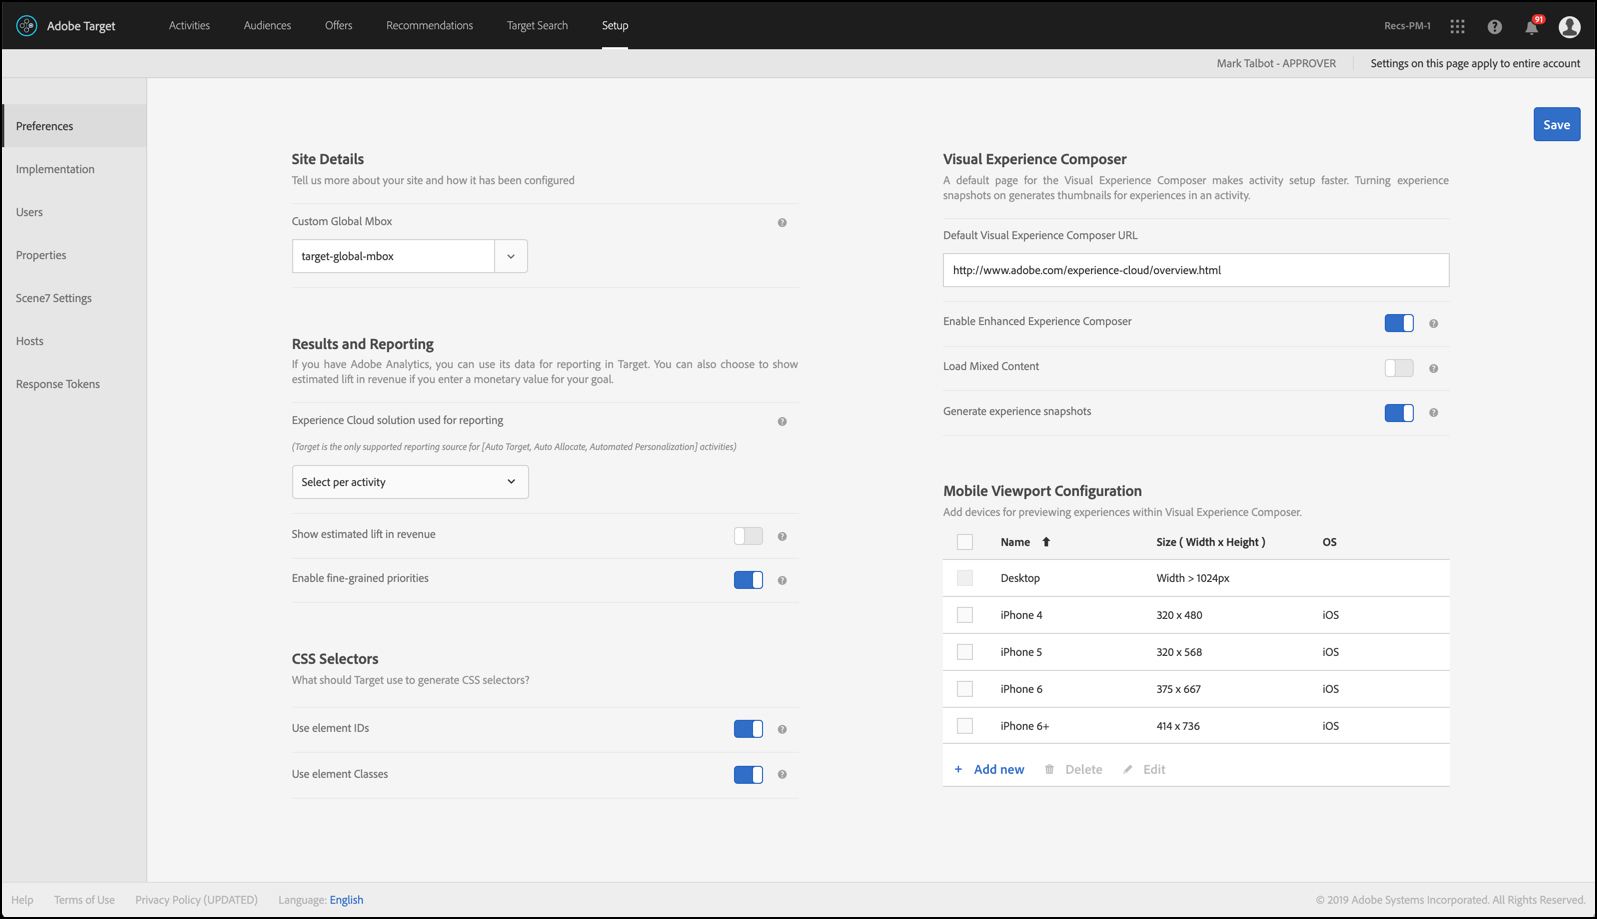 Adobe Target
Activities
Audiences
Offers
Recommendations
Target Search
Setup
Recs-PM-1
91
Mark Talbot - APPROVER
Settings on this page apply to entire account
Preferences
Implementation
Users
Properties
Scene7 Settings
Hosts
Response Tokens
Save
Site Details
Tell us more about your site and how it has been configured
Custom Global Mbox
target-global-mbox
Results and Reporting
If you have Adobe Analytics, you can use its data for reporting in Target. You can also choose to show
estimated lift in revenue if you enter a monetary value for your goal.
Experience Cloud solution used for reporting
(Target is the only supported reporting source for [Auto Target, Auto Allocate, Automated Personalization] activities)
Select per activity
Show estimated lift in revenue
Enable fine-grained priorities
CSS Selectors
What should Target use to generate CSS selectors?
Use element IDs
Use element Classes
Visual Experience Composer
A default page for the Visual Experience Composer makes activity setup faster. Turning experience
snapshots on generates thumbnails for experiences in an activity.
Default Visual Experience Composer URL
http://www.adobe.com/experience-cloud/overview.html
Enable Enhanced Experience Composer
Load Mixed Content
Generate experience snapshots
Mobile Viewport Configuration
Add devices for previewing experiences within Visual Experience Composer.
Name Size ( Width x Height ) OS
Desktop Width > 1024px
iPhone 4 320 x 480 iOS
iPhone 5 320 x 568 iOS
iPhone 6 375 x 667 iOS
iPhone 6+ 414 x 736 iOS
+ Add new Delete Edit
Help
Terms of Use
Privacy Policy (UPDATED)
Language: English
© 2019 Adobe Systems Incorporated. All Rights Reserved.